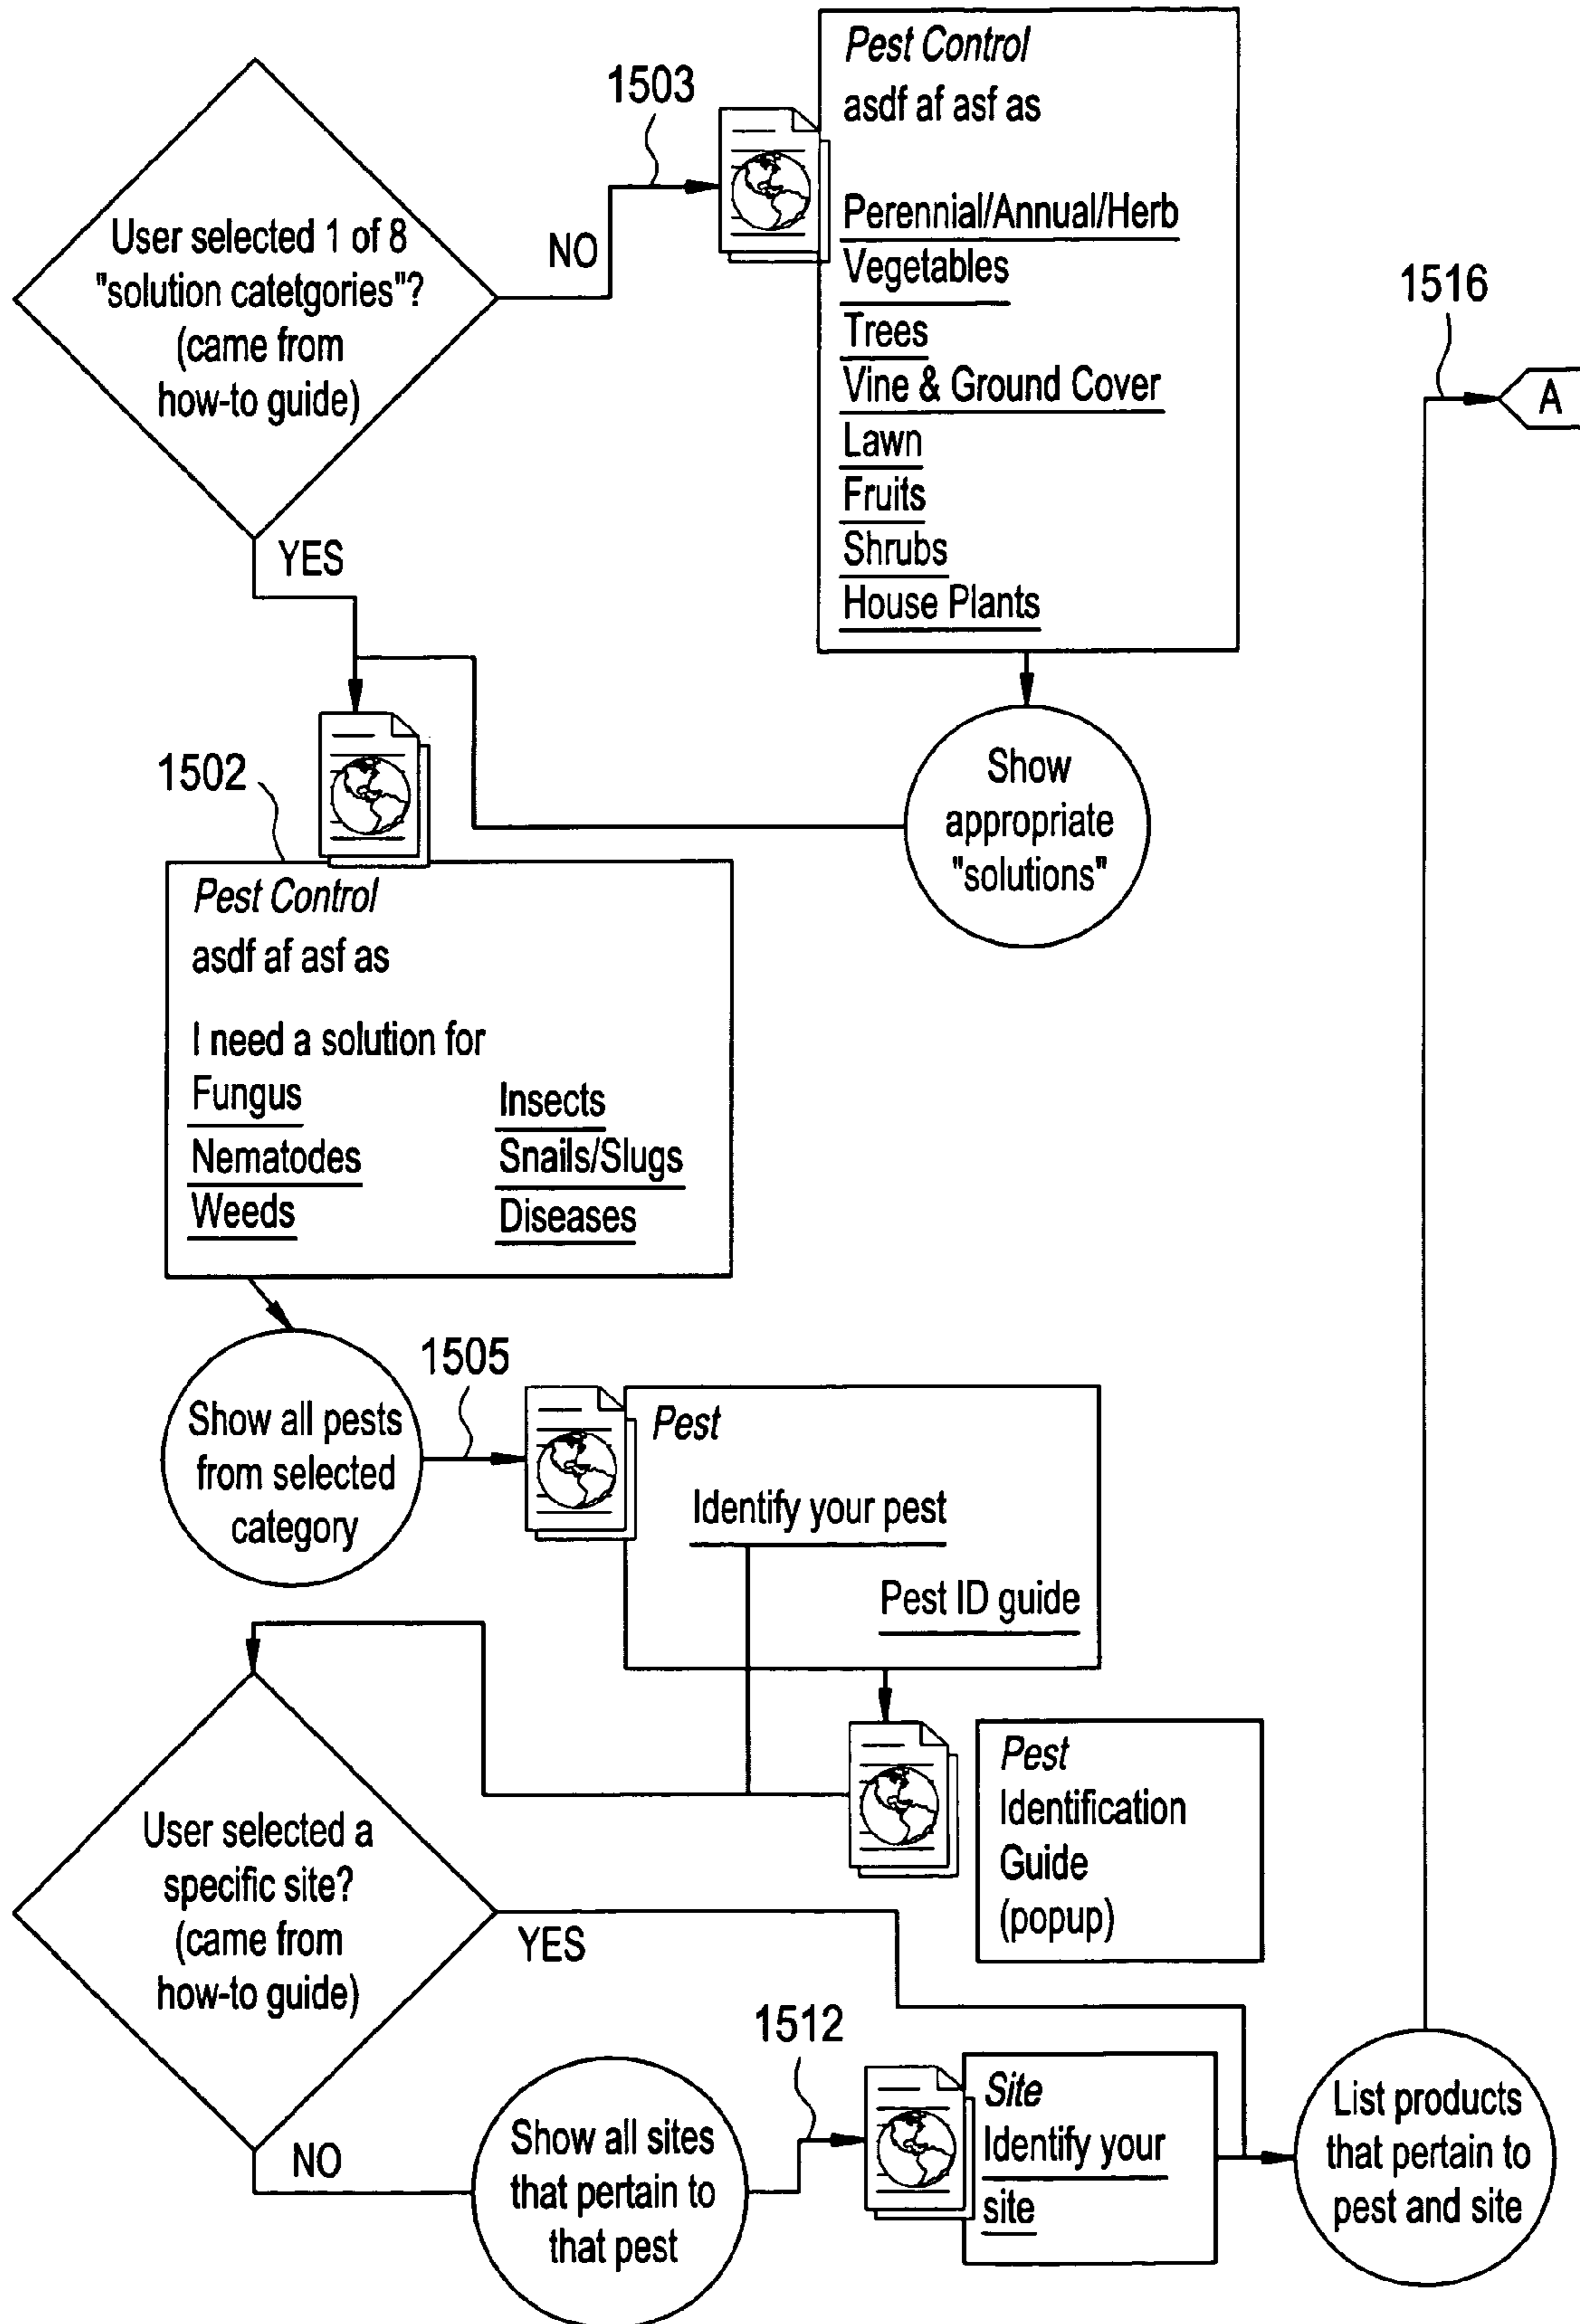 User selected 1 of 8
"solution catetgories"?
(came from
how-to guide)
NO
YES
1503
Pest Control
asdf af asf as
Perennial/Annual/Herb
Vegetables
Trees
Vine & Ground Cover
Lawn
Fruits
Shrubs
House Plants
1516
A
Show
appropriate
"solutions"
1502
Pest Control
asdf af asf as
I need a solution for
Fungus
Nematodes
Weeds
Insects
Snails/Slugs
Diseases
Show all pests
from selected
category
1505
Pest
Identify your pest
Pest ID guide
Pest
Identification
Guide
(popup)
User selected a
specific site?
(came from
how-to guide)
YES
NO
Show all sites
that pertain to
that pest
1512
Site
Identify your
site
List products
that pertain to
pest and site